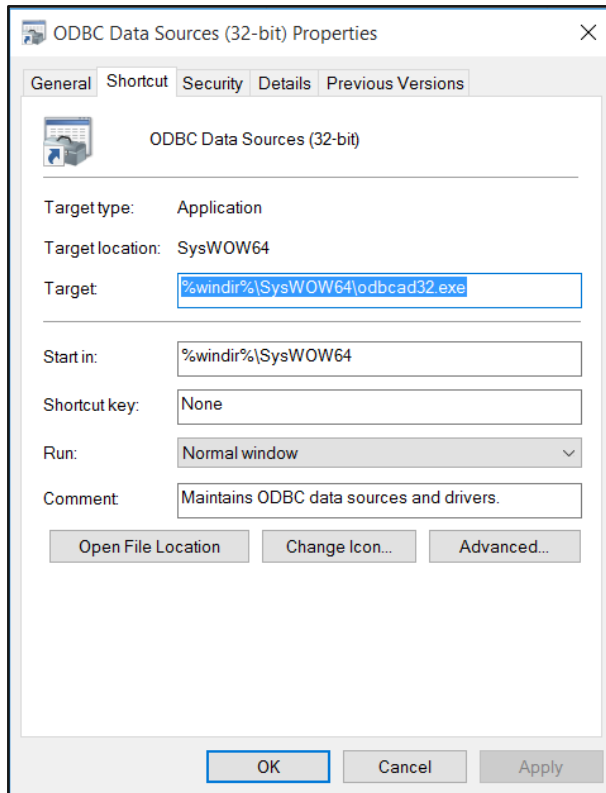 ODBC Data Sources (32-bit) Properties
General Shortcut Security Details Previous Versions
ODBC Data Sources (32-bit)
Target type: Application
Target location: SysWOW64
Target: %windir%\SysWOW64\odbcad32.exe
Start in: %windir%\SysWOW64
Shortcut key: None
Run: Normal window
Comment: Maintains ODBC data sources and drivers.
Open File Location Change Icon... Advanced...
OK Cancel Apply